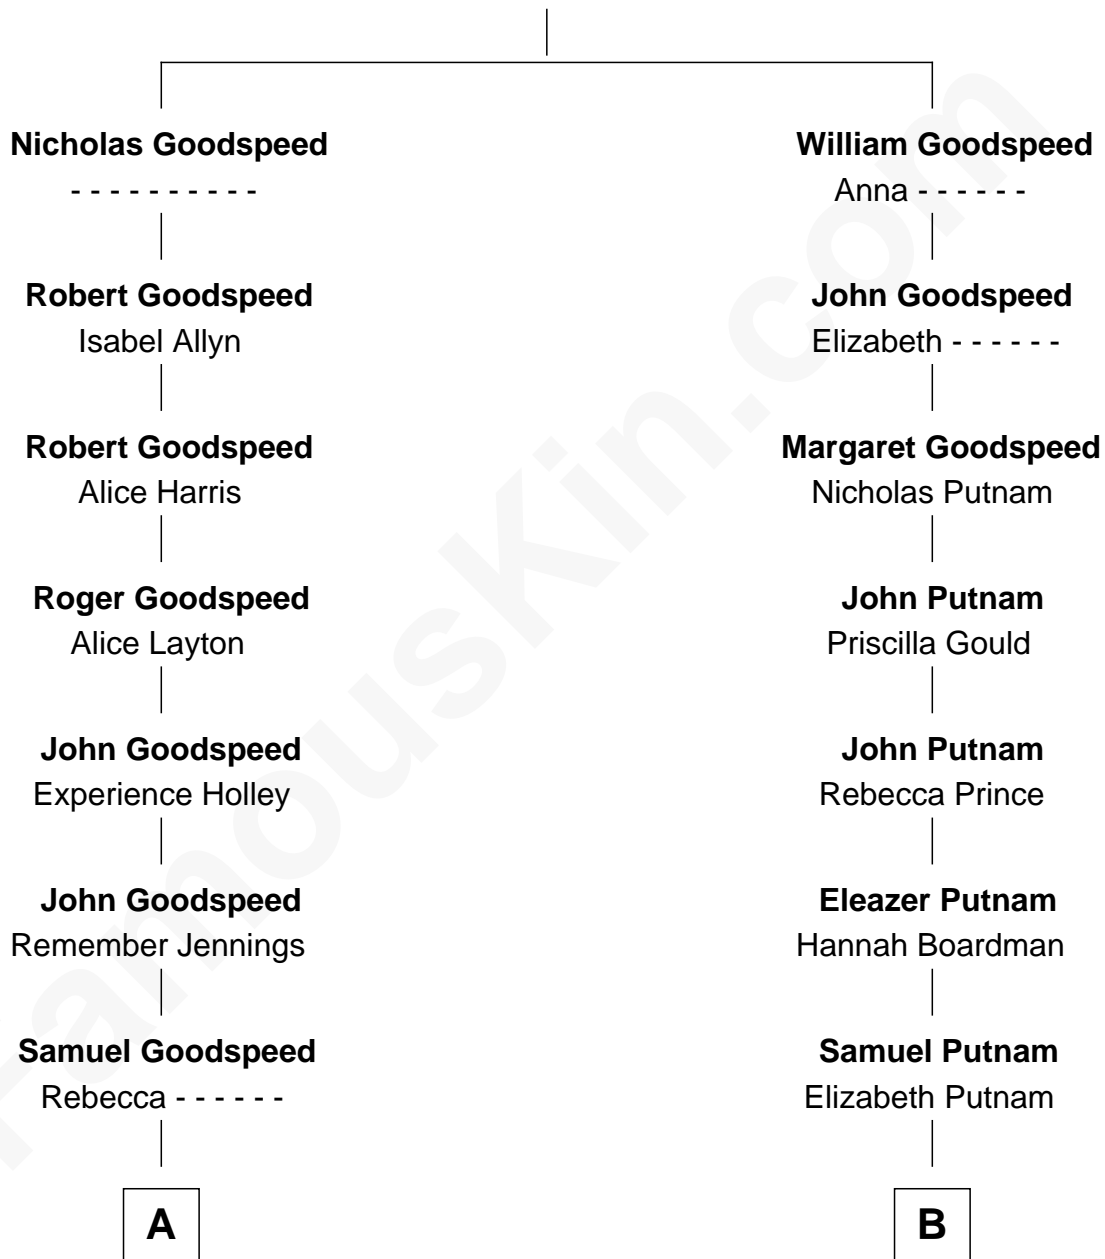 Nicholas Goodspeed
- - - - - - - - - -
Robert Goodspeed
Isabel Allyn
Robert Goodspeed
Alice Harris
Roger Goodspeed
Alice Layton
John Goodspeed
Experience Holley
John Goodspeed
Remember Jennings
Samuel Goodspeed
Rebecca - - - - - -
A
William Goodspeed
Anna - - - - - -
John Goodspeed
Elizabeth - - - - - -
Margaret Goodspeed
Nicholas Putnam
John Putnam
Priscilla Gould
John Putnam
Rebecca Prince
Eleazer Putnam
Hannah Boardman
Samuel Putnam
Elizabeth Putnam
B
FamousKin.com